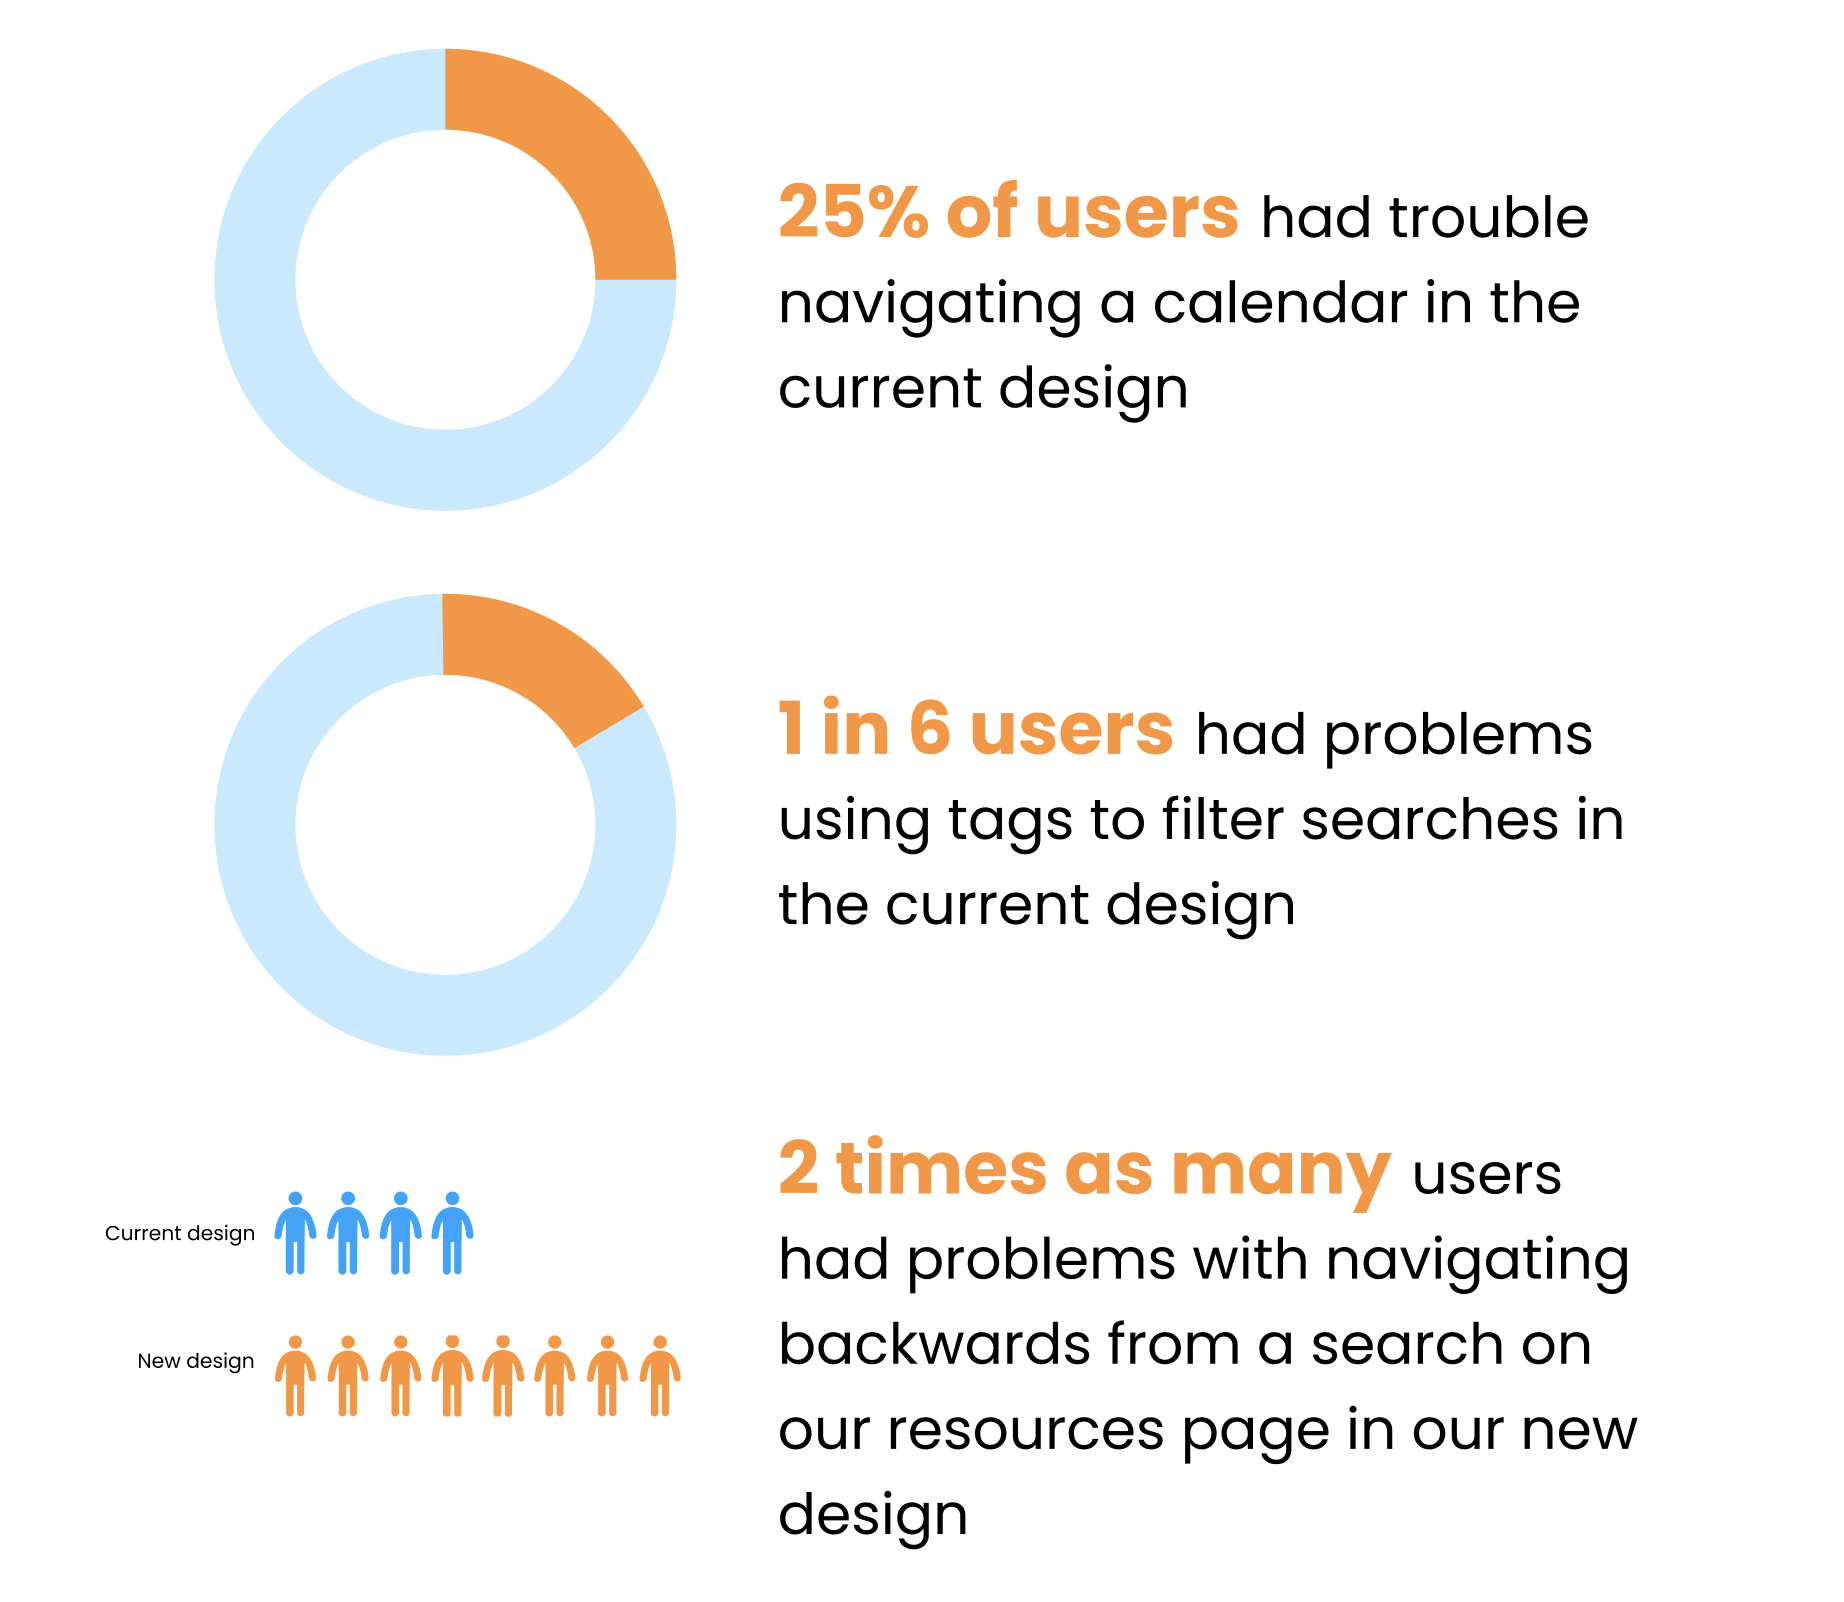 25% of users had trouble
navigating a calendar in the
current design
1 in 6 users had problems
using tags to filter searches in
the current design
Current design
New design
2 times as many users
had problems with navigating
backwards from a search on
our resources page in our new
design